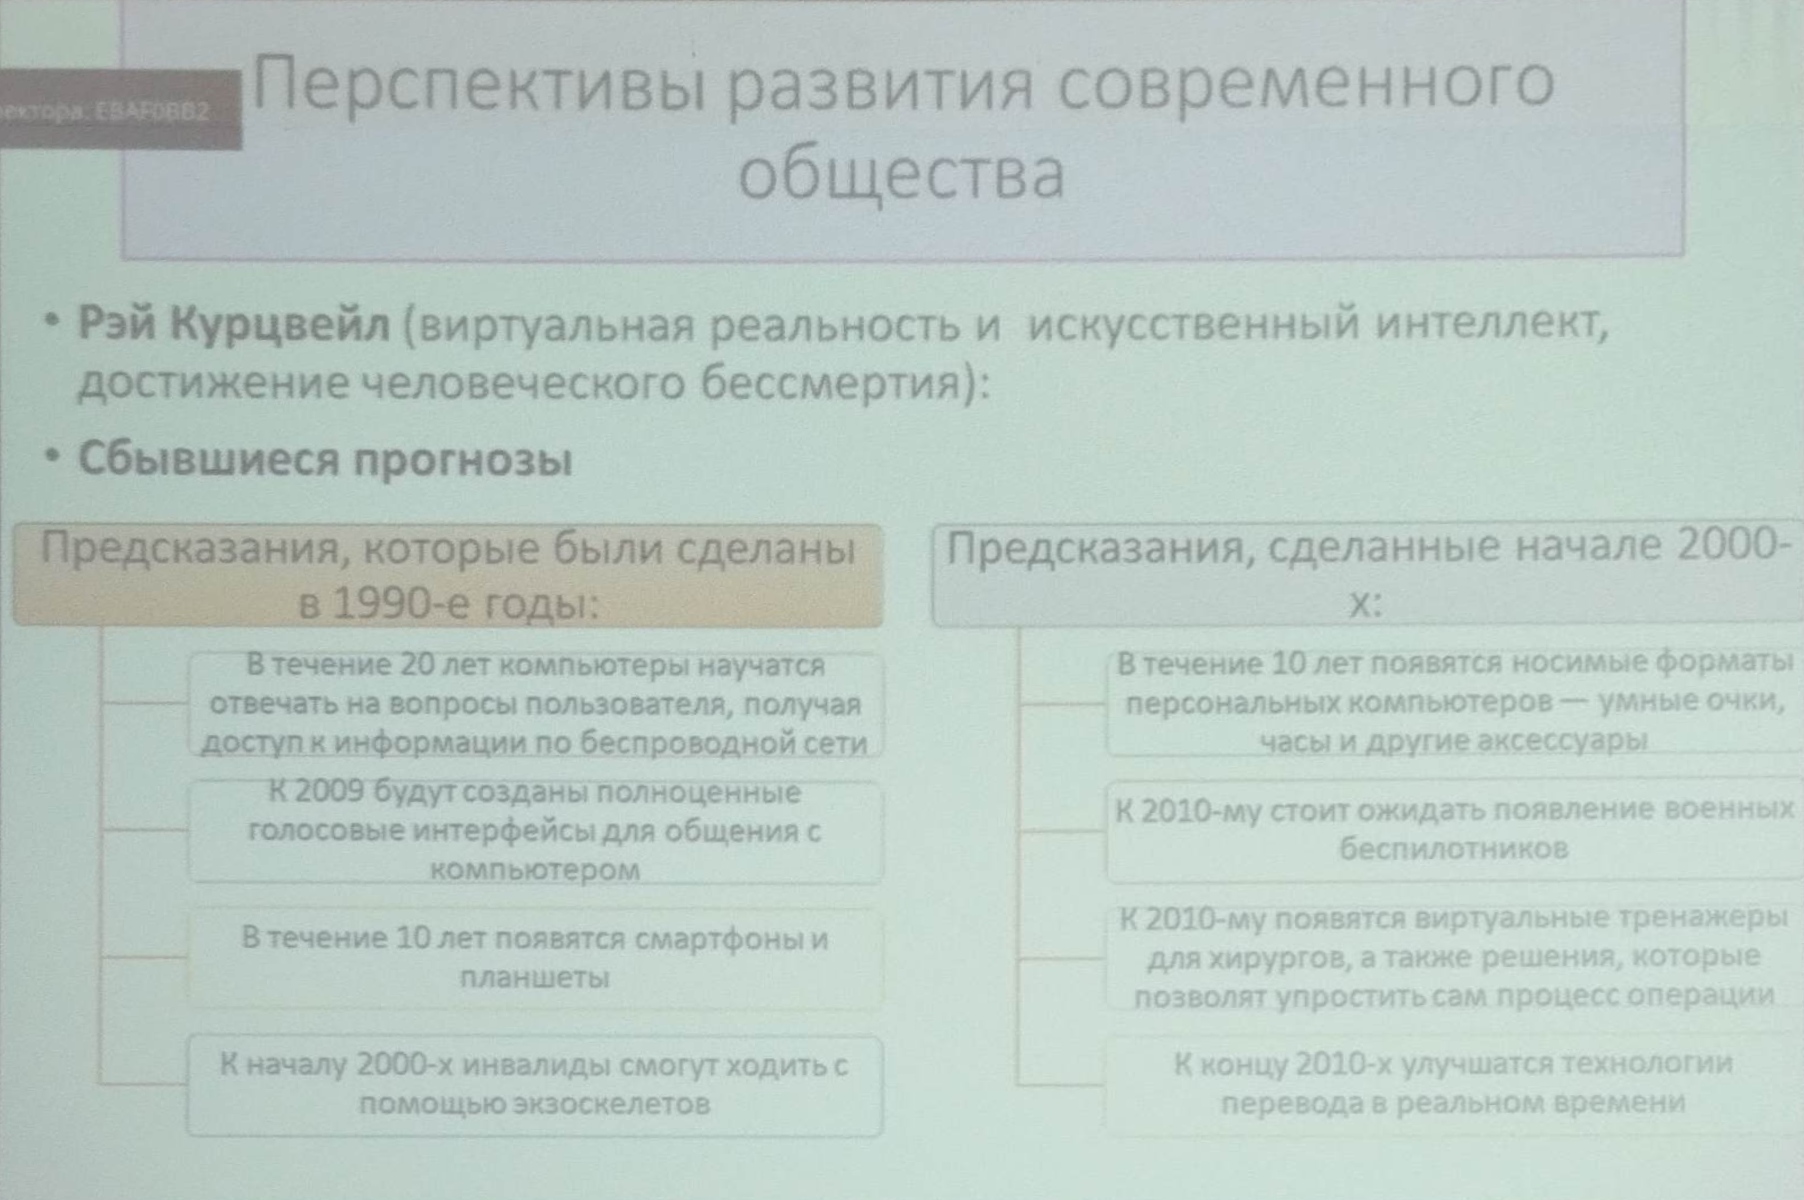 Перспективы развития современного
общества
ектора: EBAF0BB2
• Рэй Курцвейл (виртуальная реальность и искусственный интеллект,
достижение человеческого бессмертия):
• Сбывшиеся прогнозы
Предсказания, которые были сделаны
в 1990-е годы:
В течение 20 лет компьютеры научатся
отвечать на вопросы пользователя, получая
доступ к информации по беспроводной сети
К 2009 будут созданы полноценные
голосовые интерфейсы для общения с
компьютером
В течение 10 лет появятся смартфоны и
планшеты
К началу 2000-х инвалиды смогут ходить с
помощью экзоскелетов
Предсказания, сделанные начале 2000-
х:
В течение 10 лет появятся носимые форматы
персональных компьютеров — умные очки,
часы и другие аксессуары
К 2010-му стоит ожидать появление военных
беспилотников
К 2010-му появятся виртуальные тренажеры
для хирургов, а также решения, которые
позволят упростить сам процесс операции
К концу 2010-х улучшатся технологии
перевода в реальном времени